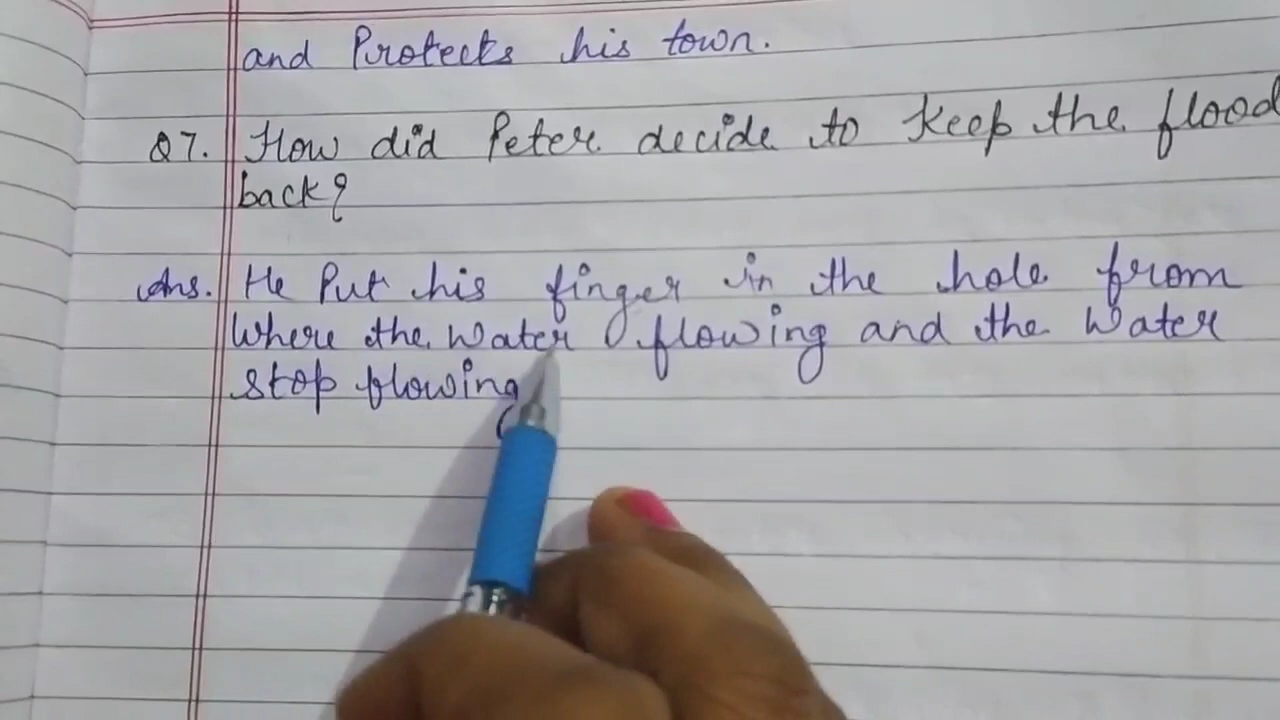 and Protects his town.
Q7. How did Peter decide to keep the flood
back?
Ans. He Put his finger in the hole from
where the water flowing and the water
stop flowing